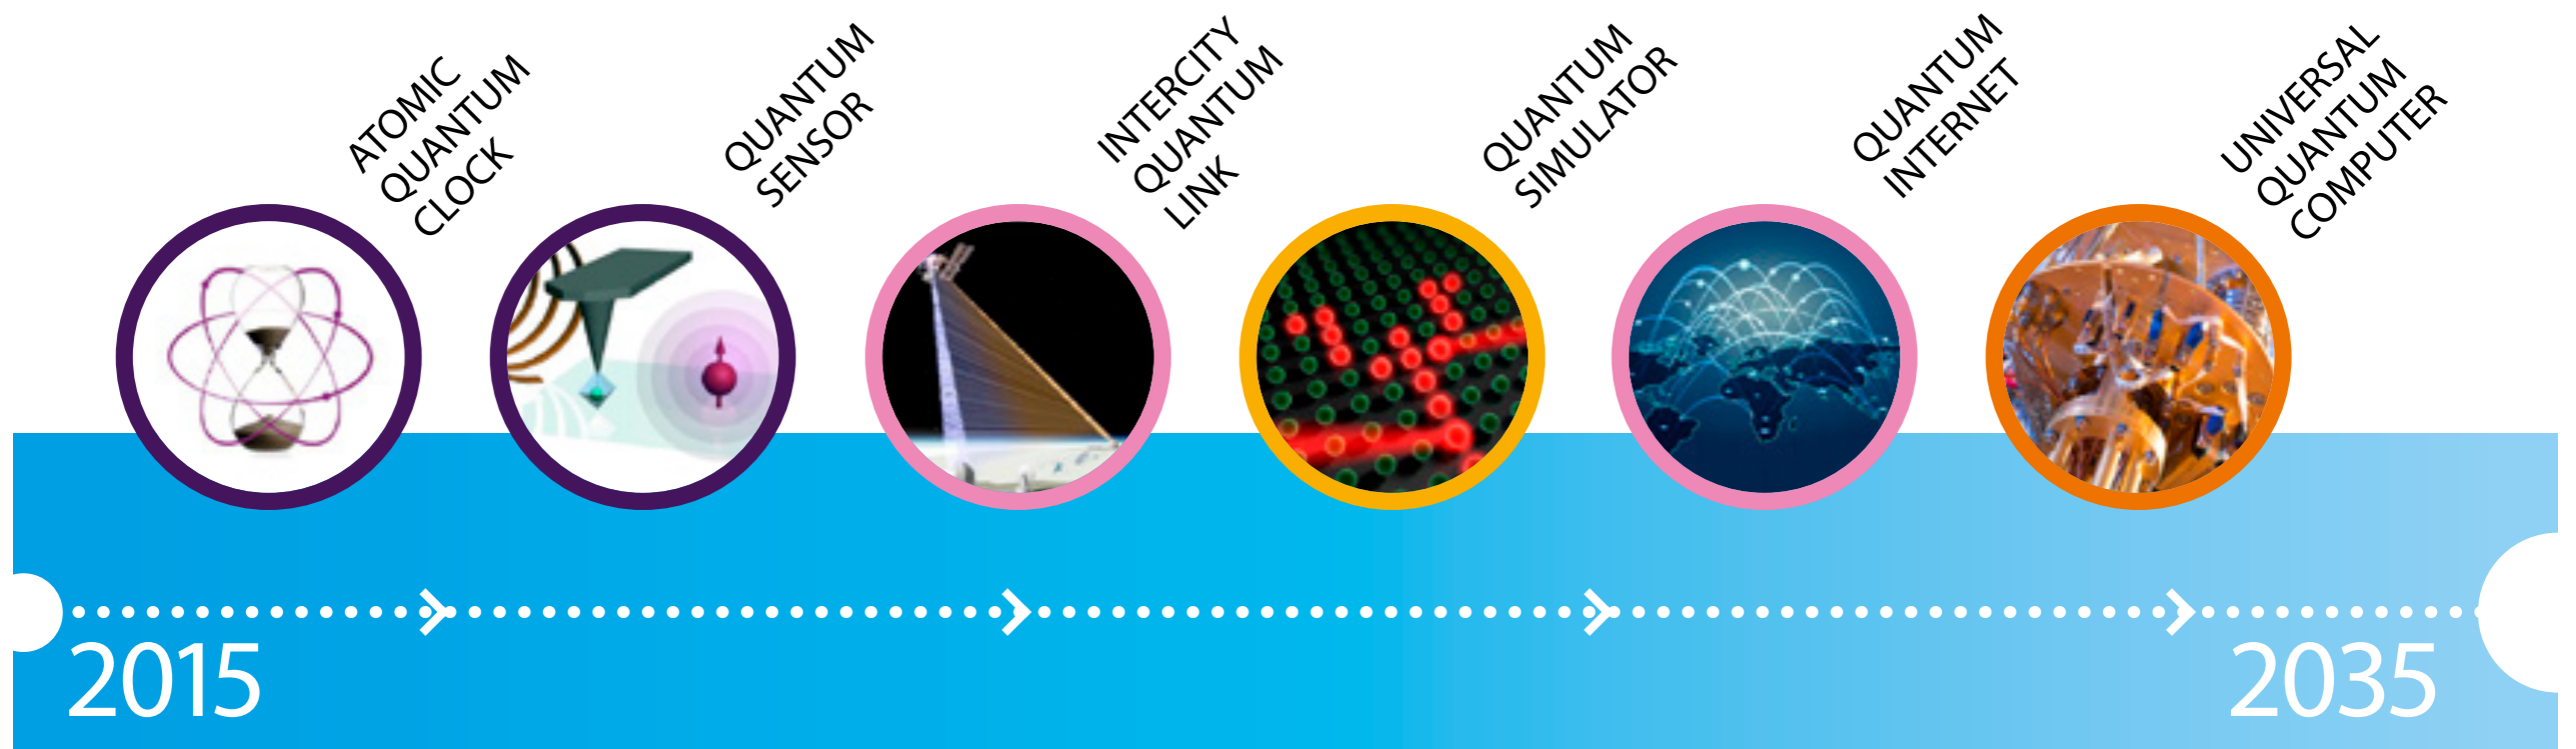 ATOMIC
QUANTUM
CLOCK
QUANTUM
SENSOR
INTERCITY
QUANTUM
LINK
QUANTUM
SIMULATOR
QUANTUM
INTERNET
UNIVERSAL
QUANTUM
COMPUTER
2015
2035